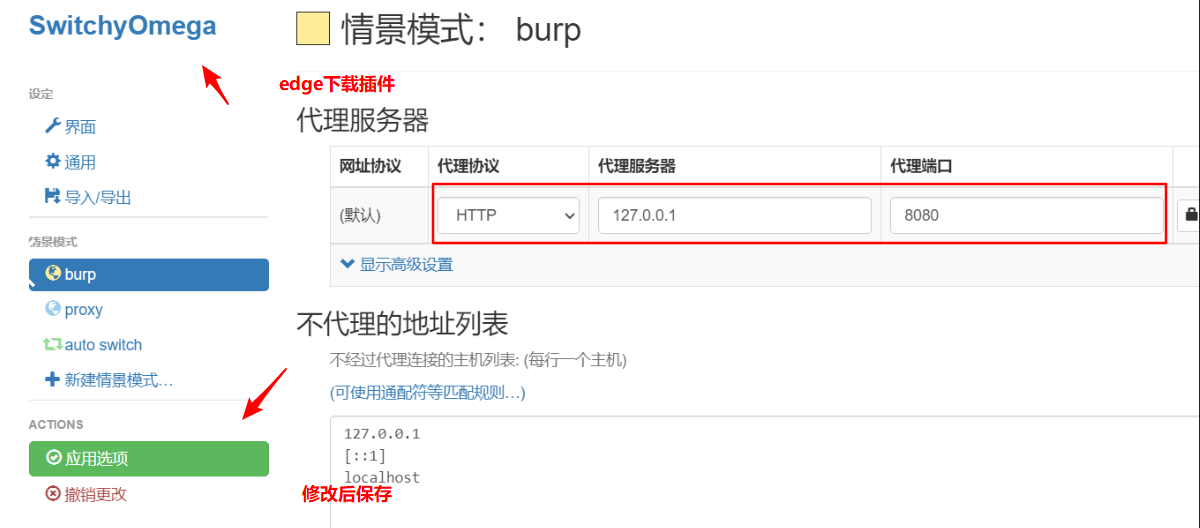 SwitchyOmega
设定
界面
通用
导入/导出
情景模式
burp
proxy
auto switch
新建情景模式...
ACTIONS
应用选项
撤销更改
情景模式： burp
edge下载插件
代理服务器
网址协议 代理协议 代理服务器 代理端口
(默认) HTTP 127.0.0.1 8080
显示高级设置
不代理的地址列表
不经过代理连接的主机列表: (每行一个主机)
(可使用通配符等匹配规则...)
127.0.0.1
[::1]
localhost
修改后保存